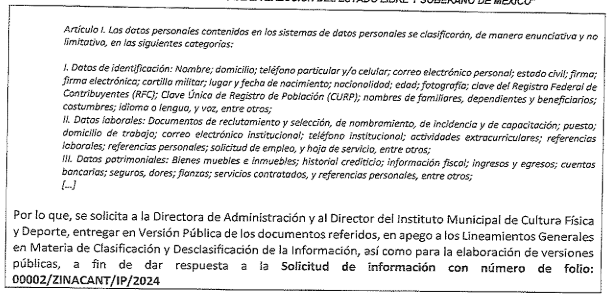 Artículo I. Los datos personales contenidos en los sistemas de datos personales se clasificarán, de manera enunciativa y no
limitativa, en las siguientes categorías:
I. Datos de identificación: Nombre; domicilio; teléfono particular y/o celular; correo electrónico personal; estado civil; firma;
firma electrónica; cartilla militar; lugar y fecha de nacimiento; nacionalidad; edad; fotografía; clave del Registro Federal de
Contribuyentes (RFC); Clave Única de Registro de Población (CURP); nombres de familiares, dependientes y beneficiarios;
costumbres; idioma o lengua, y voz, entre otros;
II. Datos laborales: Documentos de reclutamiento y selección, de nombramiento, de incidencia y de capacitación; puesto;
domicilio de trabajo; correo electrónico institucional; teléfono institucional; actividades extracurriculares; referencias
laborales; referencias personales; solicitud de empleo, y hoja de servicio, entre otros;
III. Datos patrimoniales: Bienes muebles e inmuebles; historial crediticio; información fiscal; ingresos y egresos; cuentas
bancarias; seguros, dores; fianzas; servicios contratados, y referencias personales, entre otros;
[...]
Por lo que, se solicita a la Directora de Administración y al Director del Instituto Municipal de Cultura Física
y Deporte, entregar en Versión Pública de los documentos referidos, en apego a los Lineamientos Generales
en Materia de Clasificación y Desclasificación de la Información, así como para la elaboración de versiones
públicas, a fin de dar respuesta a la Solicitud de información con número de folio:
00002/ZINACANT/IP/2024